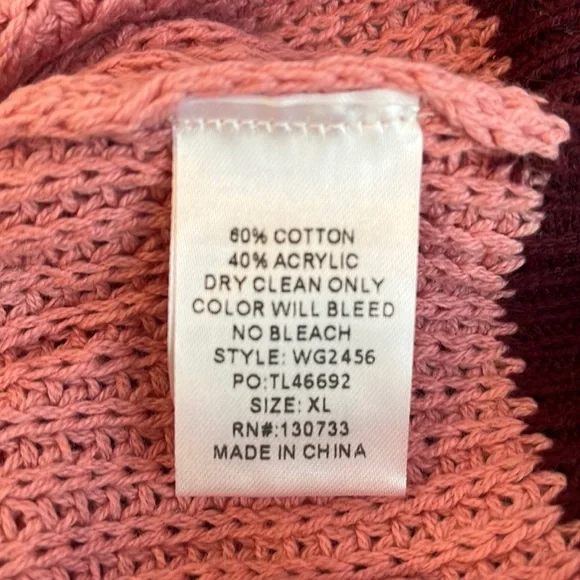 60% COTTON
40% ACRYLIC
DRY CLEAN ONLY
COLOR WILL BLEED
NO BLEACH
STYLE: WG2456
PO:TL46692
SIZE: XL
RN#:130733
MADE IN CHINA